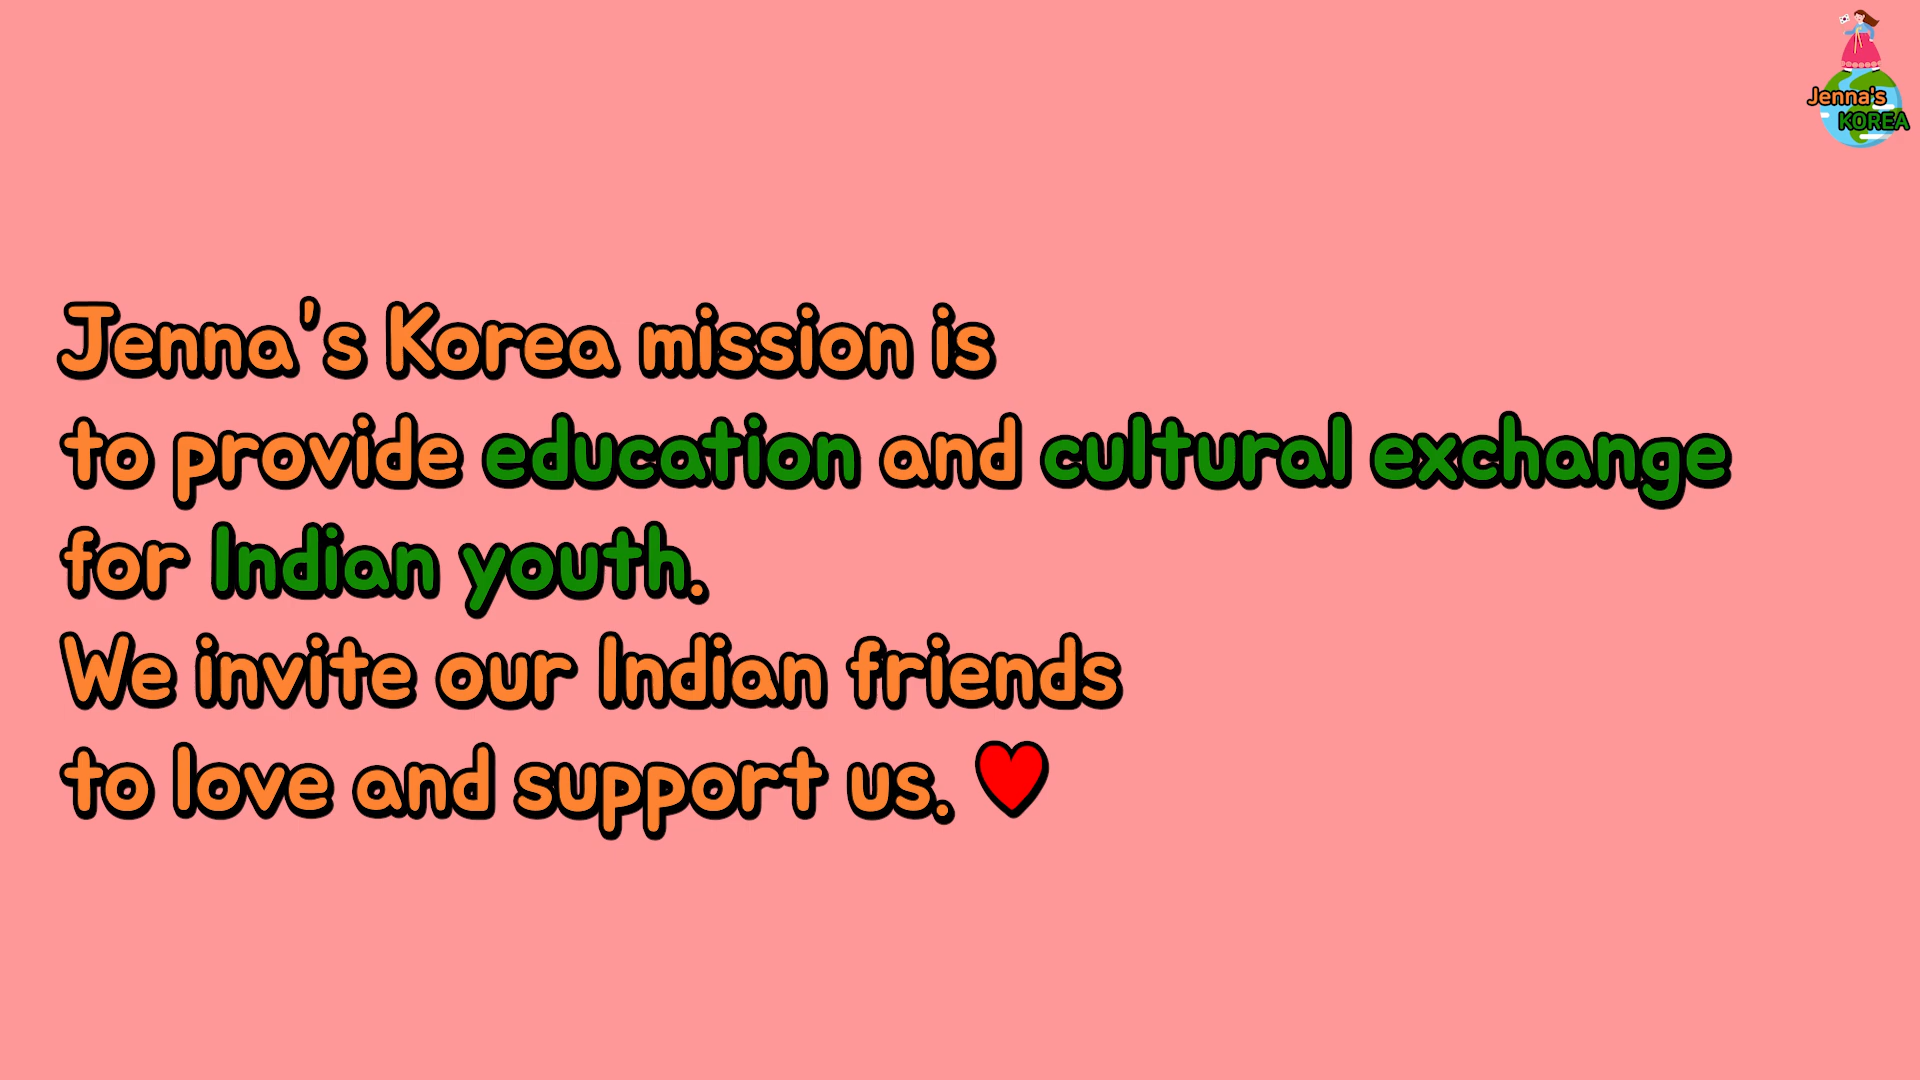 Jenna's
KOREA
Jenna's Korea mission is
to provide education and cultural exchange
for Indian youth.
We invite our Indian friends
to love and support us. ♥